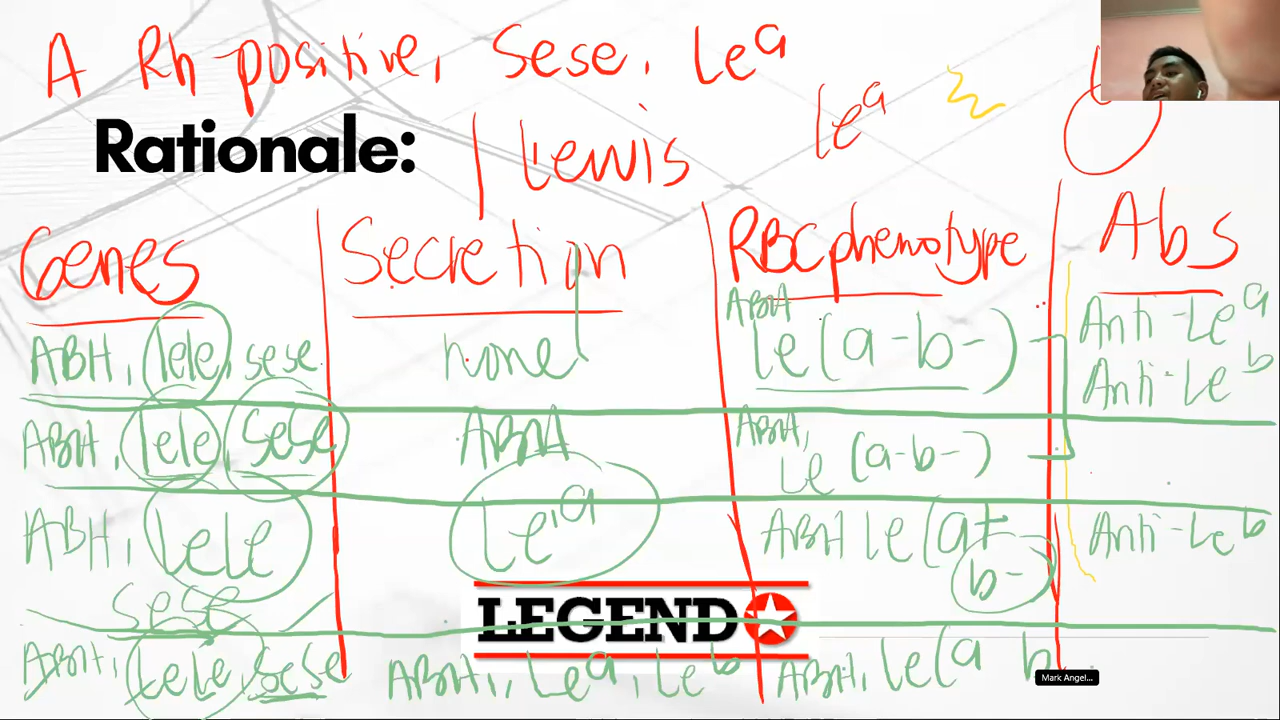 A Rh-positive, Sese, Le^a
Le^a
Rationale: | Lewis
Genes Secretion RBC phenotype Abs
ABH, lele, sese none ABH Le(a-b-) Anti-Le^a
Anti-Le^b
ABH, lele, Sese ABH ABH, Le(a-b-)
ABH, LeLe Le^a ABH Le(a+ b- Anti-Le^b
sese
LEGEND
ABH, LeLe, Sese ABH, Le^a, Le^b ABH, Le(a b
Mark Angel...